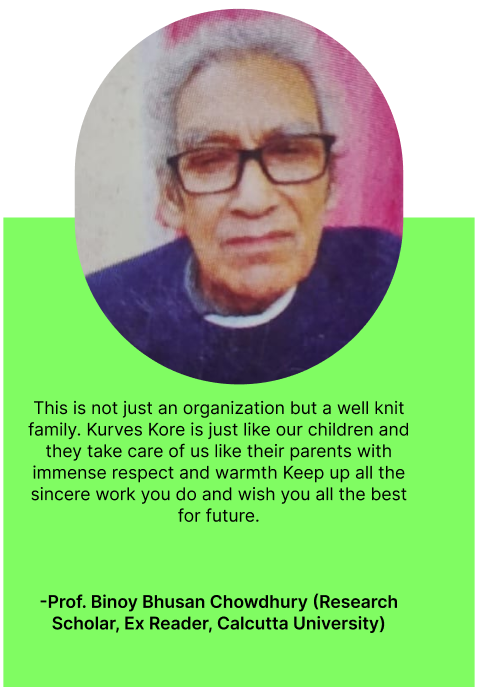 This is not just an organization but a well knit
family. Kurves Kore is just like our children and
they take care of us like their parents with
immense respect and warmth Keep up all the
sincere work you do and wish you all the best
for future.
-Prof. Binoy Bhusan Chowdhury (Research
Scholar, Ex Reader, Calcutta University)